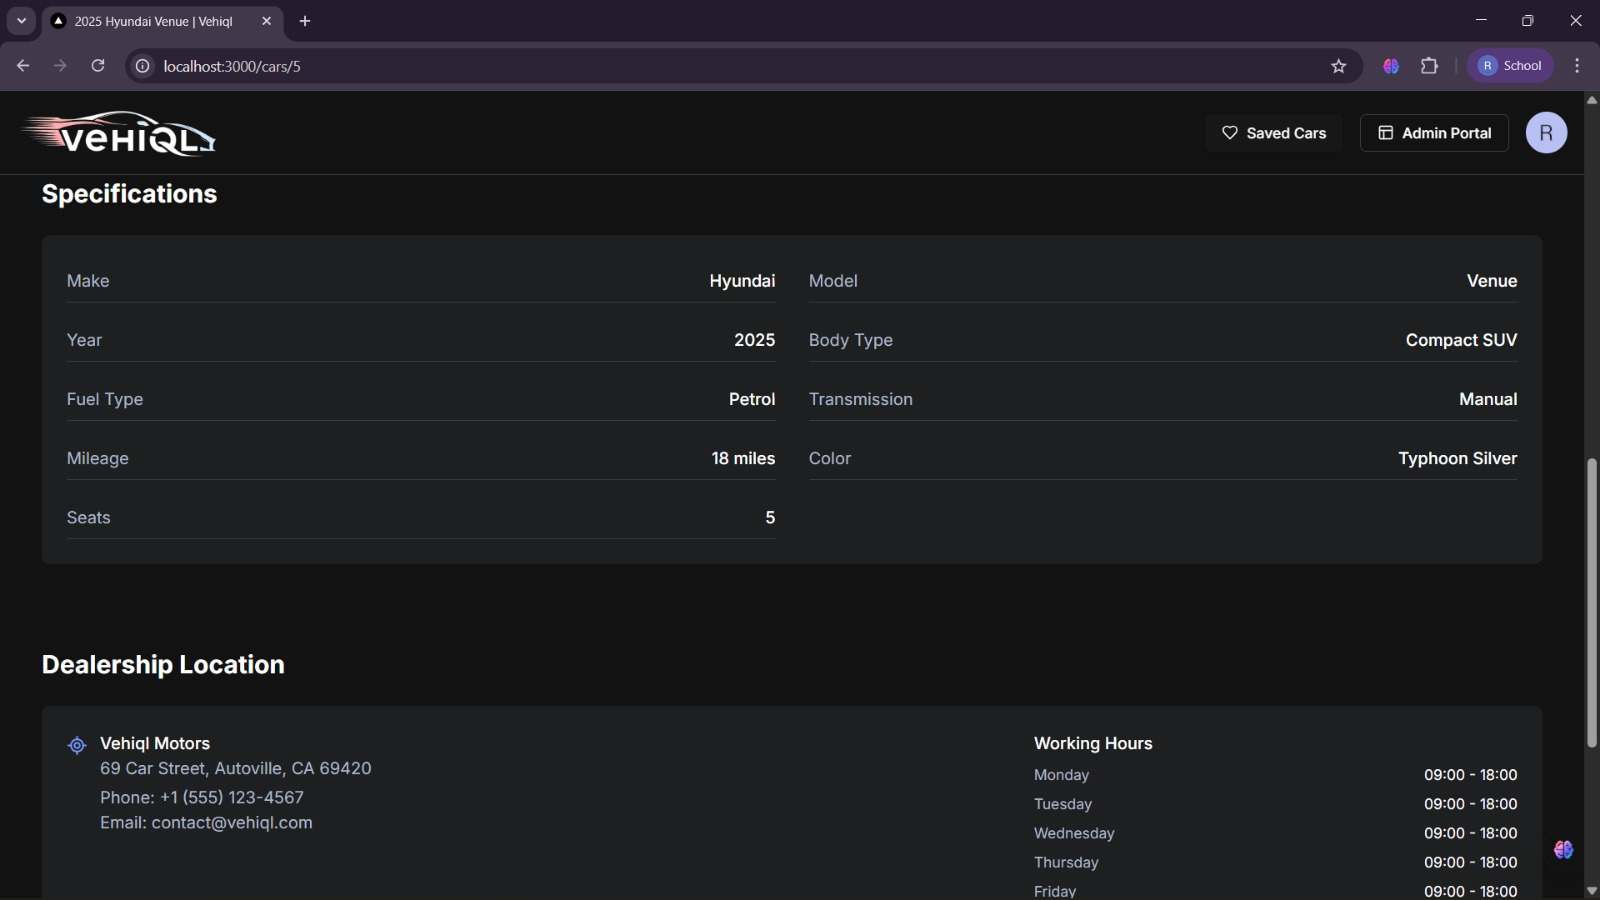 2025 Hyundai Venue | Vehiql
localhost:3000/cars/5
R School
VEHIQL
Saved Cars
Admin Portal
R
Specifications
Make Hyundai
Model Venue
Year 2025
Body Type Compact SUV
Fuel Type Petrol
Transmission Manual
Mileage 18 miles
Color Typhoon Silver
Seats 5
Dealership Location
Vehiql Motors
69 Car Street, Autoville, CA 69420
Phone: +1 (555) 123-4567
Email: contact@vehiql.com
Working Hours
Monday 09:00 - 18:00
Tuesday 09:00 - 18:00
Wednesday 09:00 - 18:00
Thursday 09:00 - 18:00
Friday 09:00 - 18:00